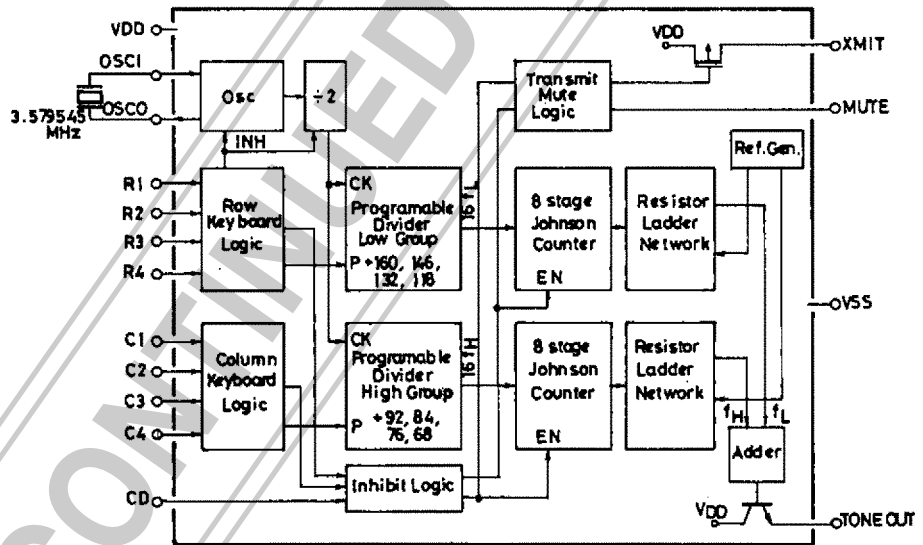 VDD
OSCI
OSCO
3.579545
MHz
Osc
÷2
INH
VDD
XMIT
Transmit
Mute
Logic
MUTE
Ref.Gen.
R1
R2
R3
R4
Row
Keyboard
Logic
CK
Programable
Divider
Low Group
P ÷160, 146,
132, 118
16fL
8 stage
Johnson
Counter
EN
Resistor
Ladder
Network
VSS
C1
C2
C3
C4
Column
Keyboard
Logic
CK
Programable
Divider
High Group
P ÷92, 84,
76, 68
16fH
8 stage
Johnson
Counter
EN
Resistor
Ladder
Network
fH
fL
Adder
CD
Inhibit Logic
VDD
TONE OUT
CONTINUED